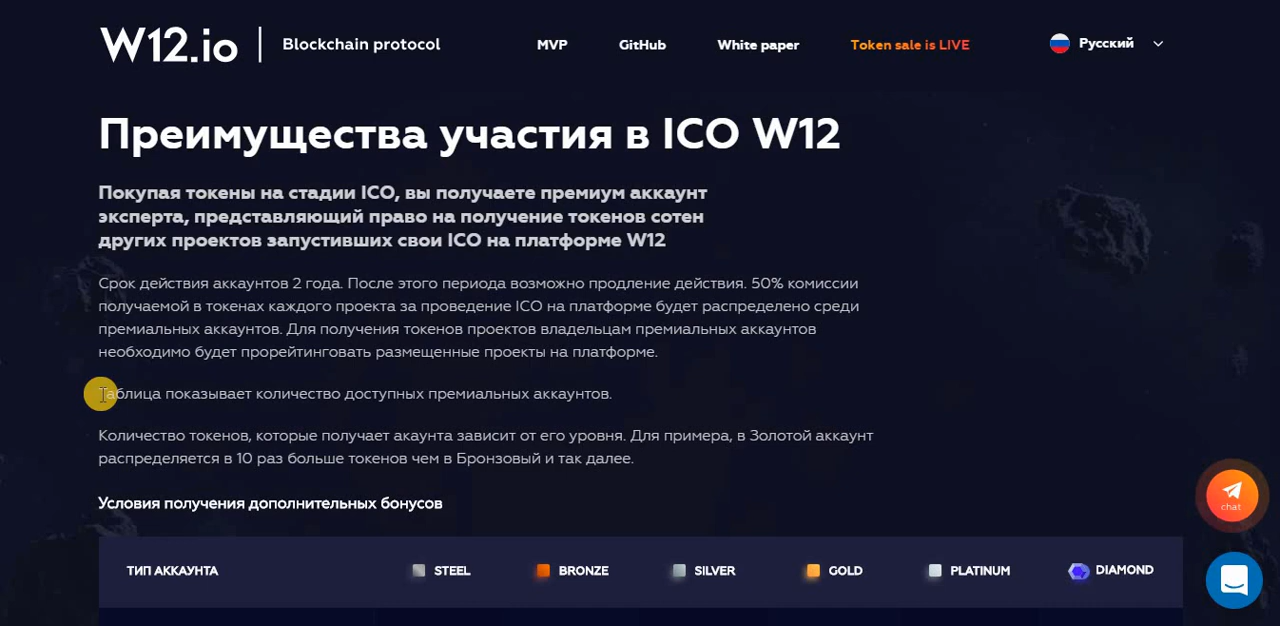 W12.io | Blockchain protocol
MVP
GitHub
White paper
Token sale is LIVE
Русский
Преимущества участия в ICO W12
Покупая токены на стадии ICO, вы получаете премиум аккаунт
эксперта, представляющий право на получение токенов сотен
других проектов запустивших свои ICO на платформе W12
Срок действия аккаунтов 2 года. После этого периода возможно продление действия. 50% комиссии
получаемой в токенах каждого проекта за проведение ICO на платформе будет распределено среди
премиальных аккаунтов. Для получения токенов проектов владельцам премиальных аккаунтов
необходимо будет прорейтинговать размещенные проекты на платформе.
Таблица показывает количество доступных премиальных аккаунтов.
Количество токенов, которые получает акаунта зависит от его уровня. Для примера, в Золотой аккаунт
распределяется в 10 раз больше токенов чем в Бронзовый и так далее.
chat
Условия получения дополнительных бонусов
ТИП АККАУНТА
STEEL
BRONZE
SILVER
GOLD
PLATINUM
DIAMOND